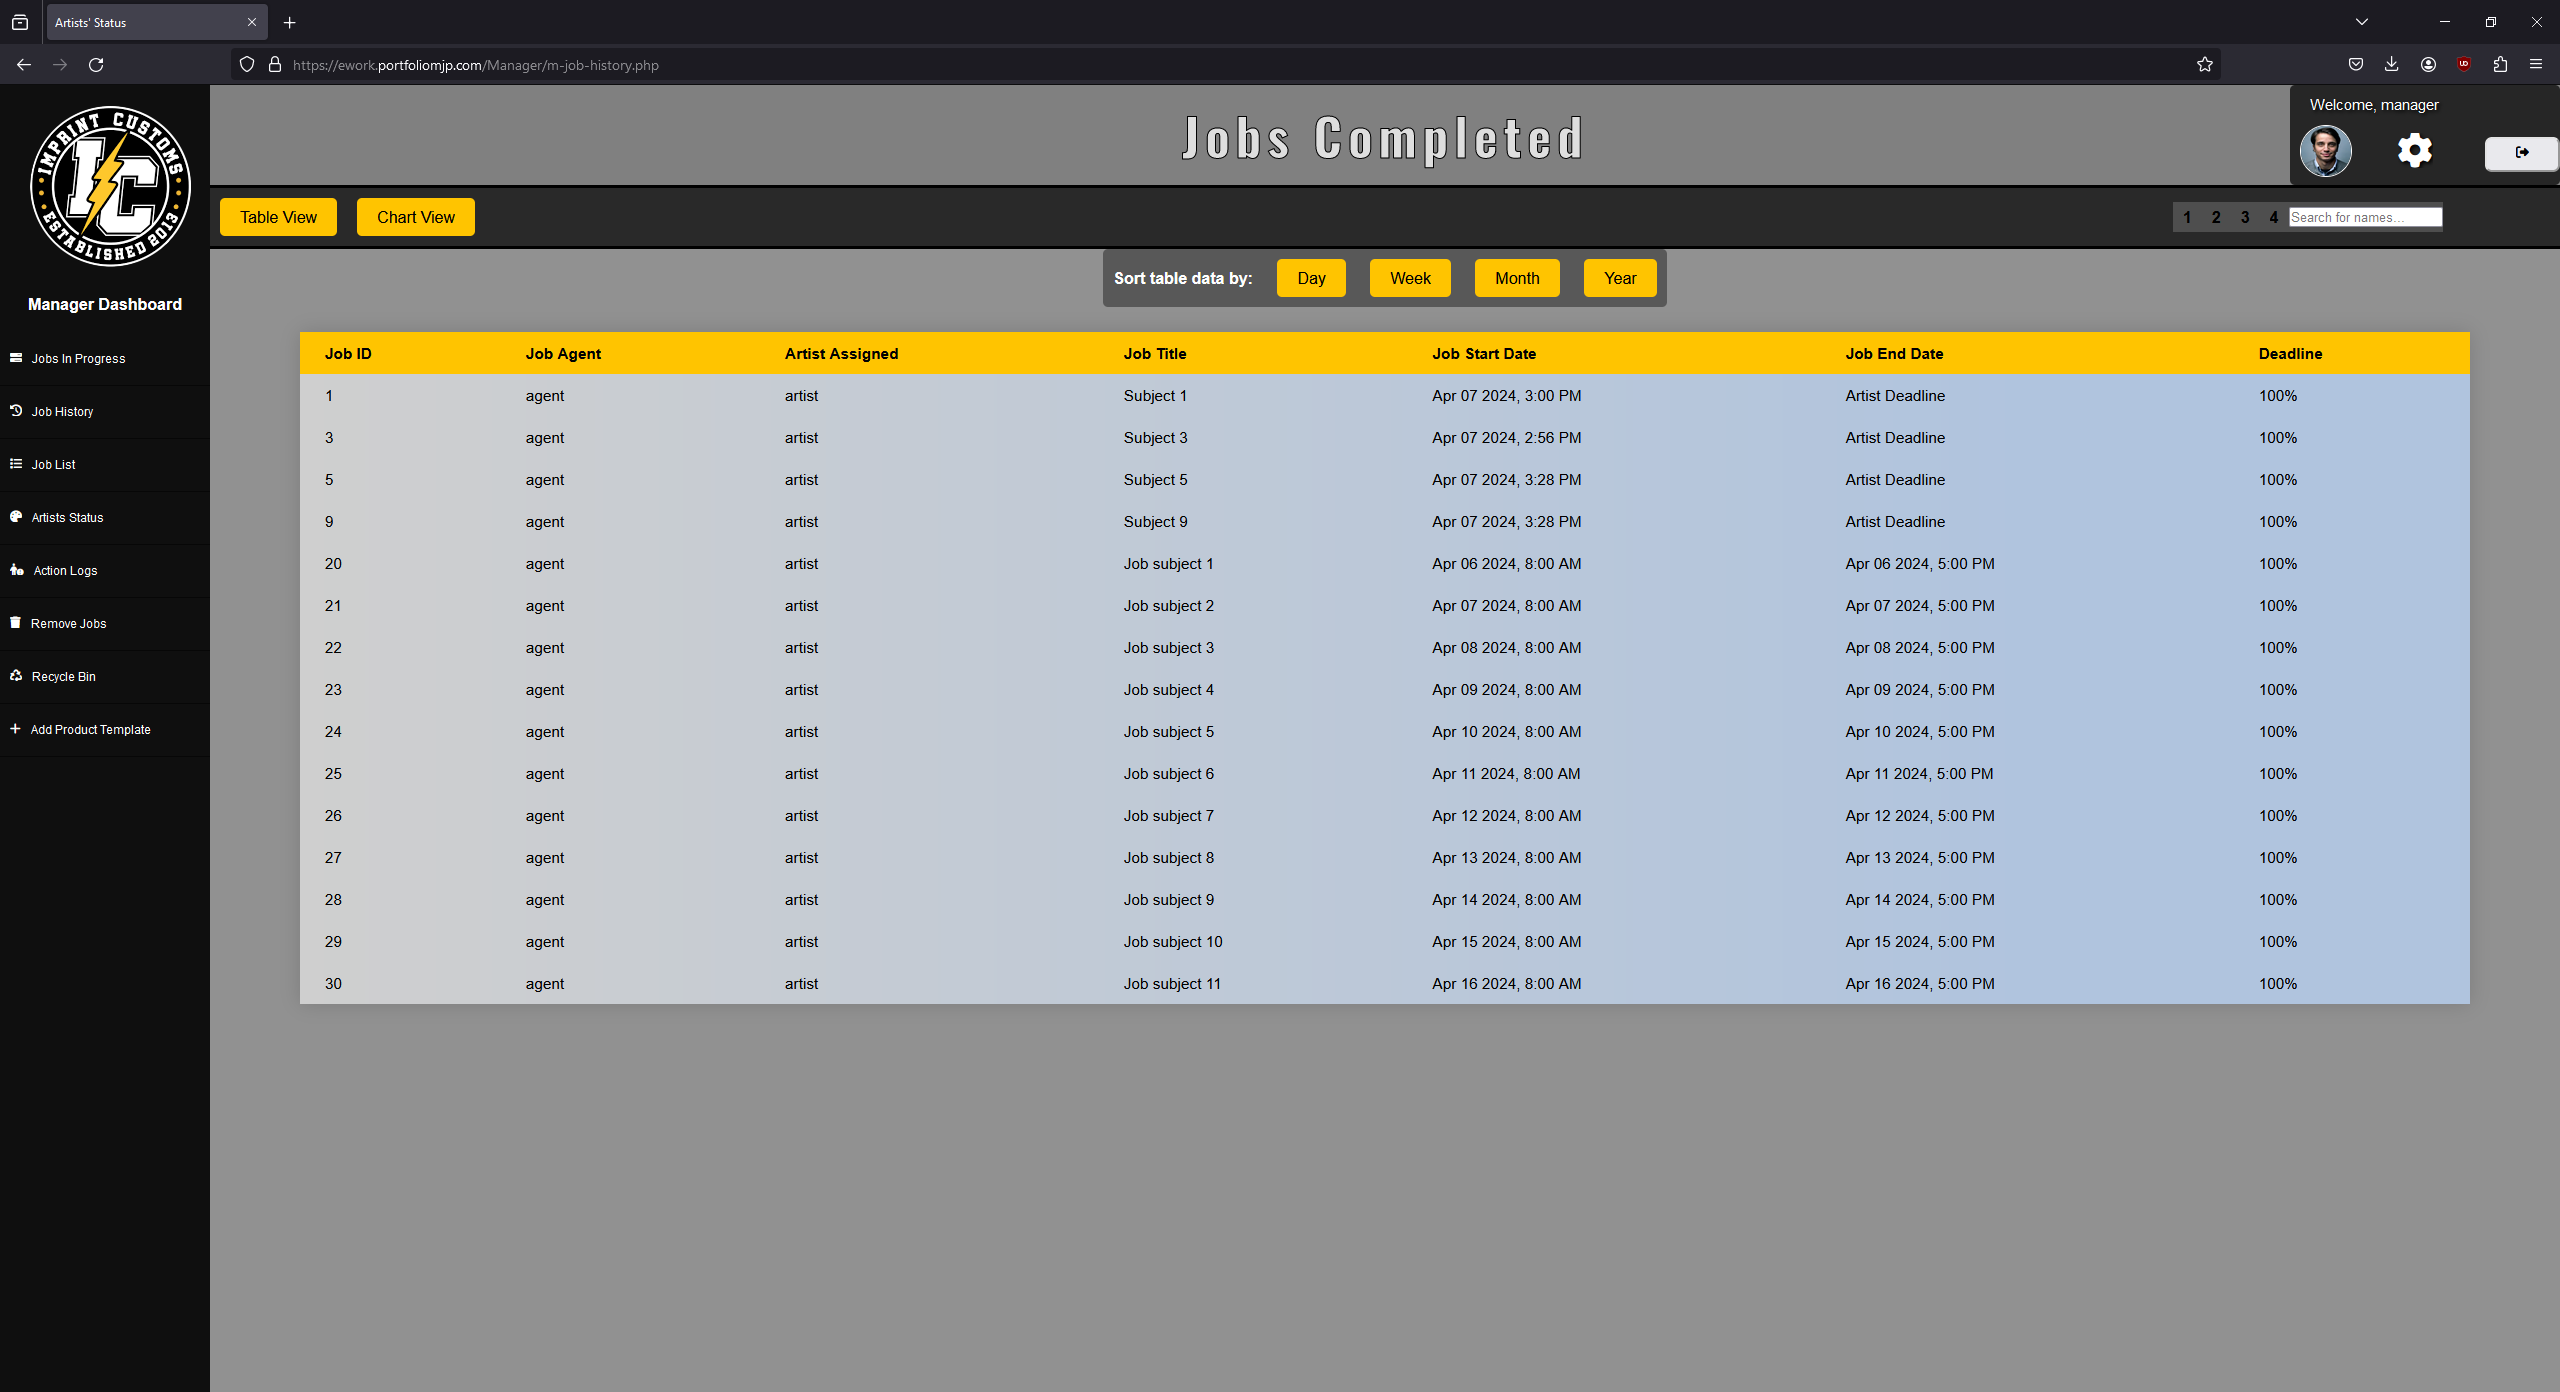 Artists' Status
https://ework.portfoliomjp.com/Manager/m-job-history.php
IMPRINT CUSTOMS
IC
ESTABLISHED 2013
Manager Dashboard
Jobs In Progress
Job History
Job List
Artists Status
Action Logs
Remove Jobs
Recycle Bin
Add Product Template
Jobs Completed
Welcome, manager
Table View Chart View
1 2 3 4 Search for names...
Sort table data by: Day Week Month Year
Job ID Job Agent Artist Assigned Job Title Job Start Date Job End Date Deadline
1 agent artist Subject 1 Apr 07 2024, 3:00 PM Artist Deadline 100%
3 agent artist Subject 3 Apr 07 2024, 2:56 PM Artist Deadline 100%
5 agent artist Subject 5 Apr 07 2024, 3:28 PM Artist Deadline 100%
9 agent artist Subject 9 Apr 07 2024, 3:28 PM Artist Deadline 100%
20 agent artist Job subject 1 Apr 06 2024, 8:00 AM Apr 06 2024, 5:00 PM 100%
21 agent artist Job subject 2 Apr 07 2024, 8:00 AM Apr 07 2024, 5:00 PM 100%
22 agent artist Job subject 3 Apr 08 2024, 8:00 AM Apr 08 2024, 5:00 PM 100%
23 agent artist Job subject 4 Apr 09 2024, 8:00 AM Apr 09 2024, 5:00 PM 100%
24 agent artist Job subject 5 Apr 10 2024, 8:00 AM Apr 10 2024, 5:00 PM 100%
25 agent artist Job subject 6 Apr 11 2024, 8:00 AM Apr 11 2024, 5:00 PM 100%
26 agent artist Job subject 7 Apr 12 2024, 8:00 AM Apr 12 2024, 5:00 PM 100%
27 agent artist Job subject 8 Apr 13 2024, 8:00 AM Apr 13 2024, 5:00 PM 100%
28 agent artist Job subject 9 Apr 14 2024, 8:00 AM Apr 14 2024, 5:00 PM 100%
29 agent artist Job subject 10 Apr 15 2024, 8:00 AM Apr 15 2024, 5:00 PM 100%
30 agent artist Job subject 11 Apr 16 2024, 8:00 AM Apr 16 2024, 5:00 PM 100%